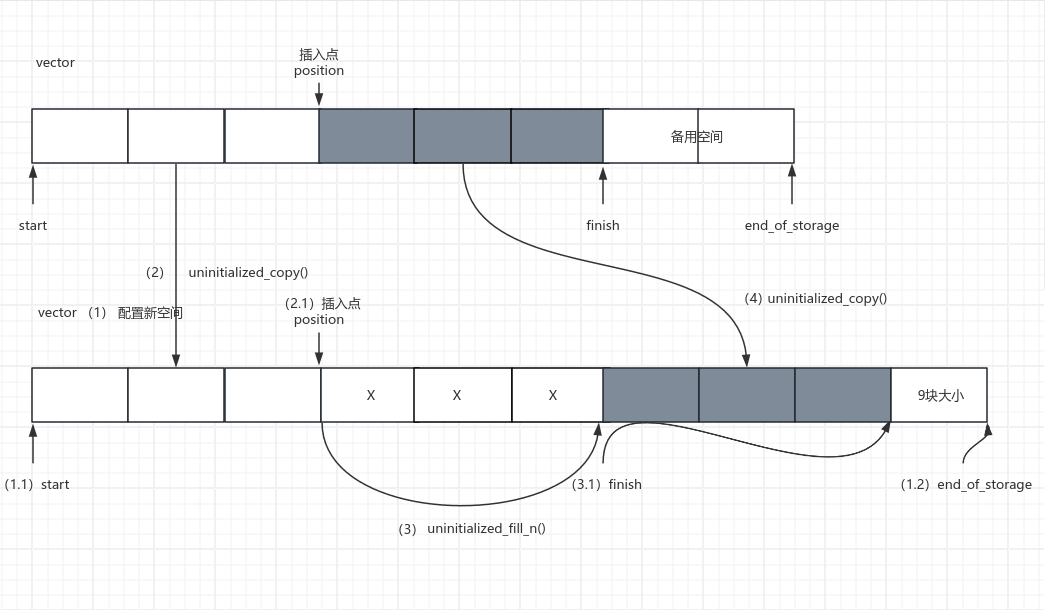 vector
插入点
position
备用空间
start
finish
end_of_storage
（2）
uninitialized_copy()
（2.1）插入点
position
(4) uninitialized_copy()
vector （1） 配置新空间
X
X
X
9块大小
（1.1）start
（3.1）finish
（1.2）end_of_storage
（3） uninitialized_fill_n()